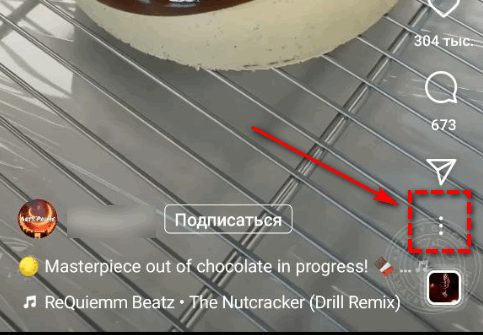 304 тыс.
673
Подписаться
Masterpiece out of chocolate in progress! 🍫 ...
ReQuiemm Beatz • The Nutcracker (Drill Remix)